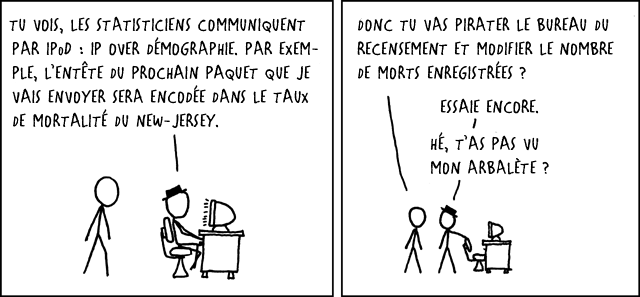 TU VOIS, LES STATISTICIENS COMMUNIQUENT
PAR IPoD : IP OVER DÉMOGRAPHIE. PAR EXEM-
PLE, L'ENTÊTE DU PROCHAIN PAQUET QUE JE
VAIS ENVOYER SERA ENCODÉE DANS LE TAUX
DE MORTALITÉ DU NEW-JERSEY.
DONC TU VAS PIRATER LE BUREAU DU
RECENSEMENT ET MODIFIER LE NOMBRE
DE MORTS ENREGISTRÉES ?
ESSAIE ENCORE.
HÉ, T'AS PAS VU
MON ARBALÈTE ?